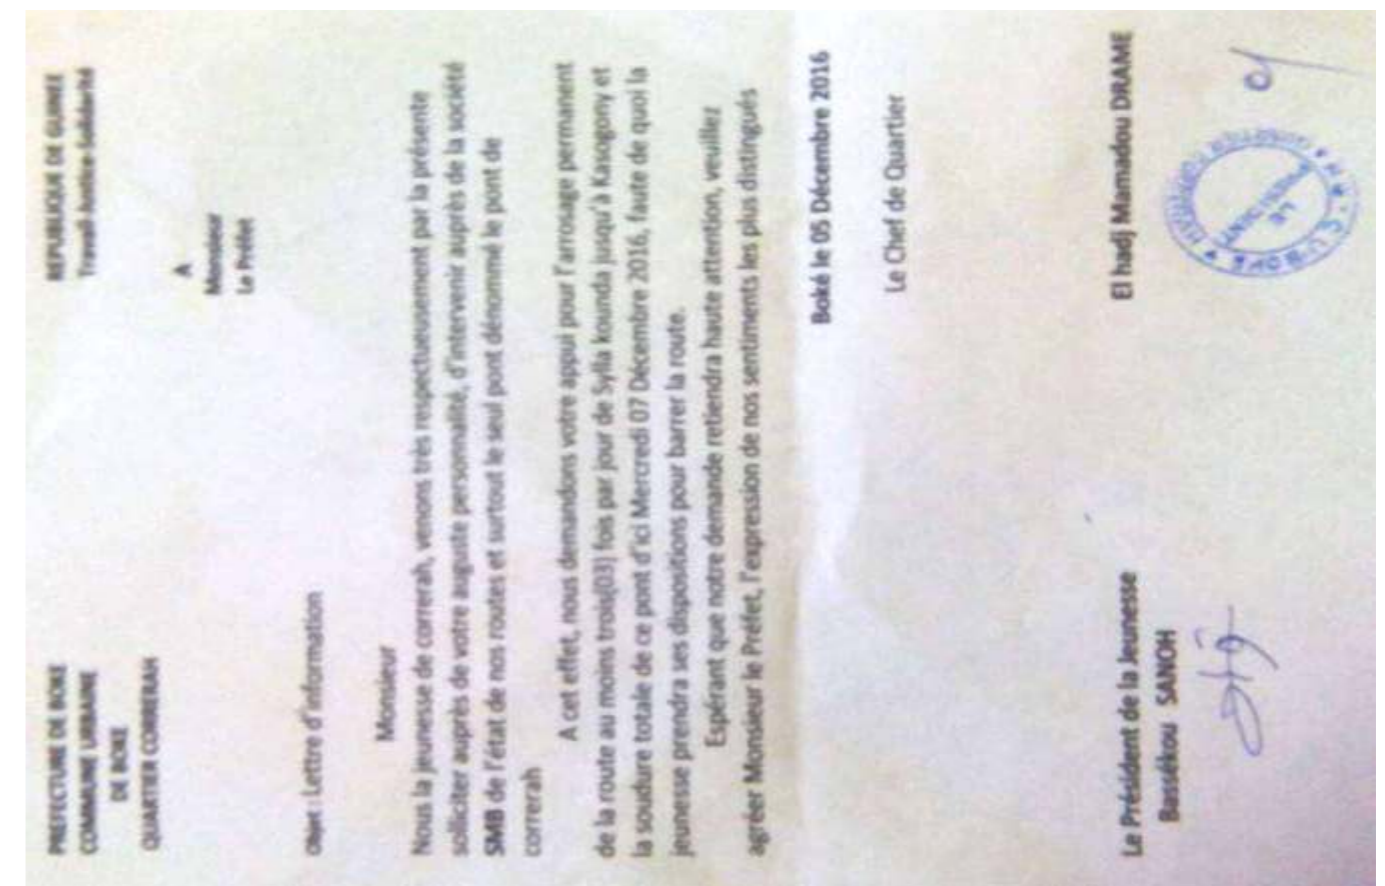 PREFECTURE DE BOKE
COMMUNE URBAINE
DE BOKE
QUARTIER CORRERAH
REPUBLIQUE DE GUINEE
Travail-Justice-Solidarité
A
Monsieur
Le Préfet
Objet : Lettre d'information
Monsieur
Nous la jeunesse de correrah, venons très respectueusement par la présente
solliciter auprès de votre auguste personnalité, d'intervenir auprès de la société
SMB de l'état de nos routes et surtout le seul pont dénommé le pont de
correrah
A cet effet, nous demandons votre appui pour l'arrosage permanent
de la route au moins trois(03) fois par jour de Sylla kounda jusqu'à Kasogony et
la soudure totale de ce pont d'ici Mercredi 07 Décembre 2016, faute de quoi la
jeunesse prendra ses dispositions pour barrer la route.
Espérant que notre demande retiendra haute attention, veuillez
agréer Monsieur le Préfet, l'expression de nos sentiments les plus distingués
Boké le 05 Décembre 2016
Le Chef de Quartier
Le Président de la Jeunesse
Bassékou SANOH
El hadj Mamadou DRAME
LE
PRESIDENT